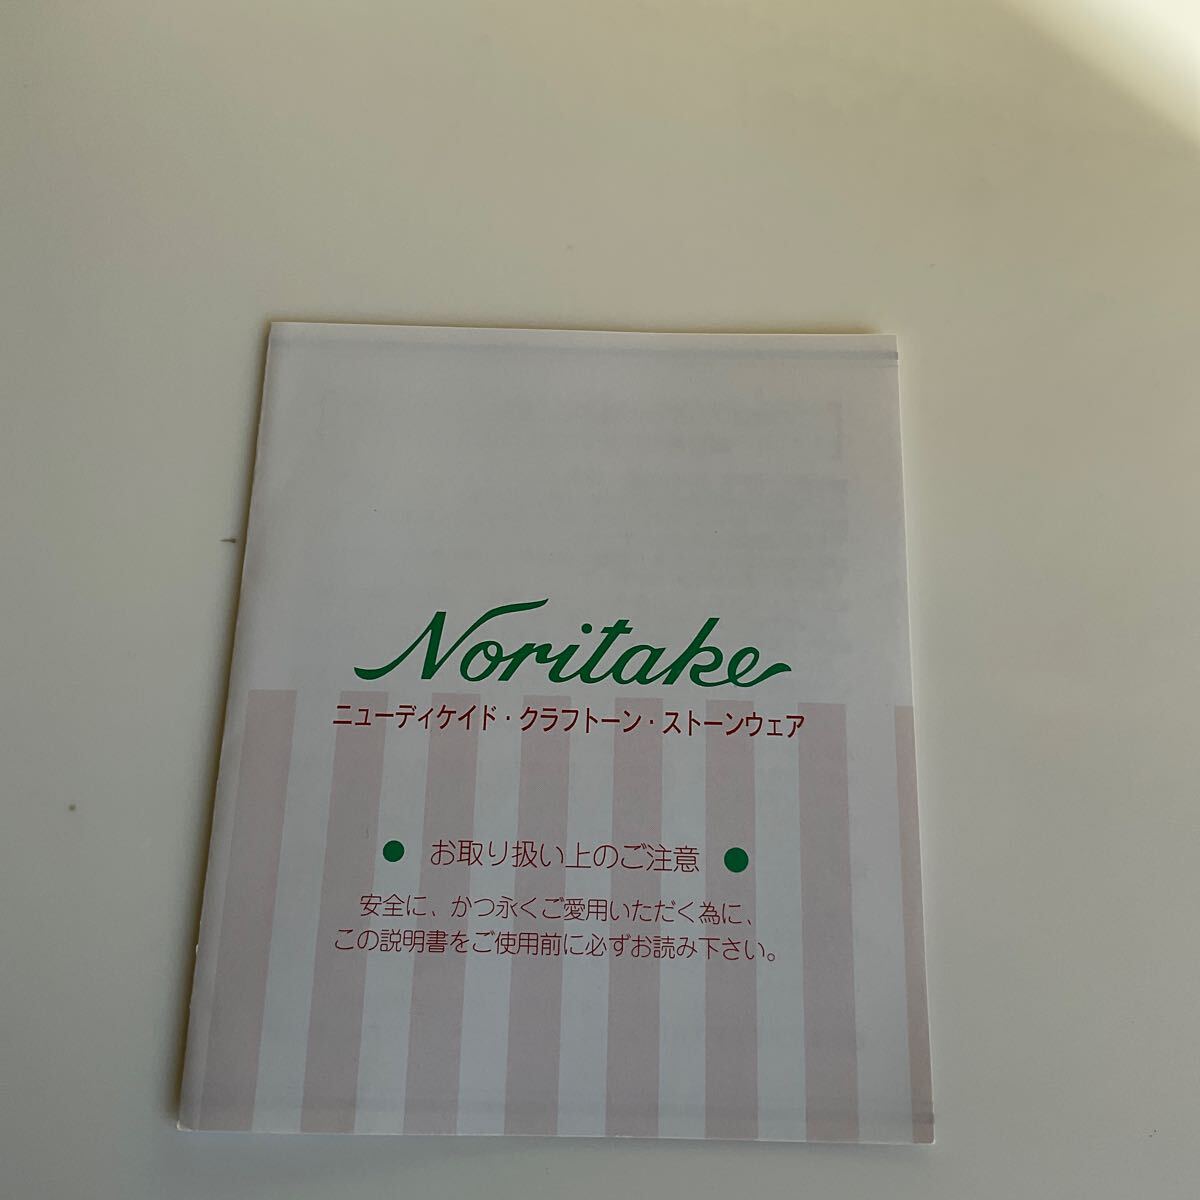 Noritake
ニューディケイド・クラフトーン・ストーンウェア
● お取り扱い上のご注意 ●
安全に、かつ永くご愛用いただく為に、
この説明書をご使用前に必ずお読み下さい。